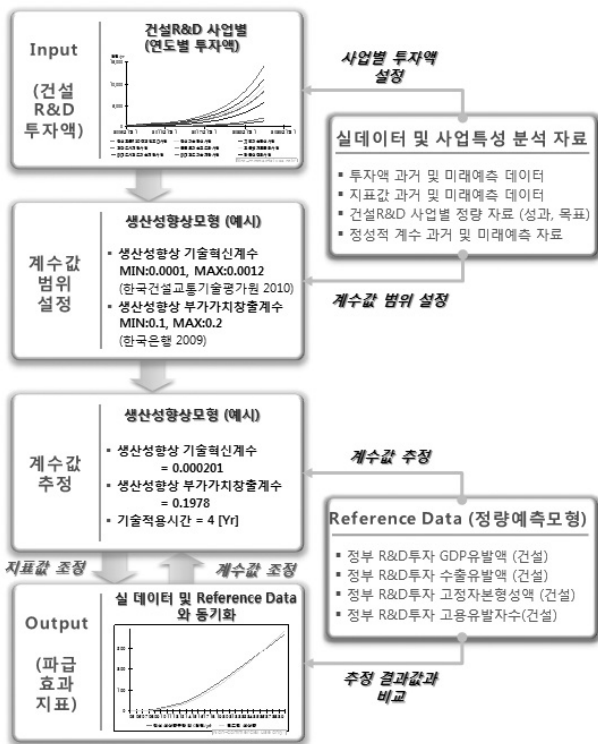 Input
(건설
R&D
투자액)
건설R&D 사업별
(연도별 투자액)
사업별 투자액
설정
실데이터 및 사업특성 분석 자료
▪ 투자액 과거 및 미래예측 데이터
▪ 지표값 과거 및 미래예측 데이터
▪ 건설R&D 사업별 정량 자료 (성과, 목표)
▪ 정성적 계수 과거 및 미래예측 자료
계수값 범위 설정
계수값
범위
설정
생산성향상모형 (예시)
▪ 생산성향상 기술혁신계수
MIN:0.0001, MAX:0.0012
(한국건설교통기술평가원 2010)
▪ 생산성향상 부가가치창출계수
MIN:0.1, MAX:0.2
(한국은행 2009)
계수값
추정
생산성향상모형 (예시)
▪ 생산성향상 기술혁신계수
= 0.000201
▪ 생산성향상 부가가치창출계수
= 0.1978
▪ 기술적용시간 = 4 [Yr]
계수값 추정
Reference Data (정량예측모형)
▪ 정부 R&D투자 GDP유발액 (건설)
▪ 정부 R&D투자 수출유발액 (건설)
▪ 정부 R&D투자 고정자본형성액 (건설)
▪ 정부 R&D투자 고용유발자수(건설)
지표값 조정
계수값 조정
Output
(파급
효과
지표)
실 데이터 및 Reference Data
와 동기화
추정 결과값과
비교